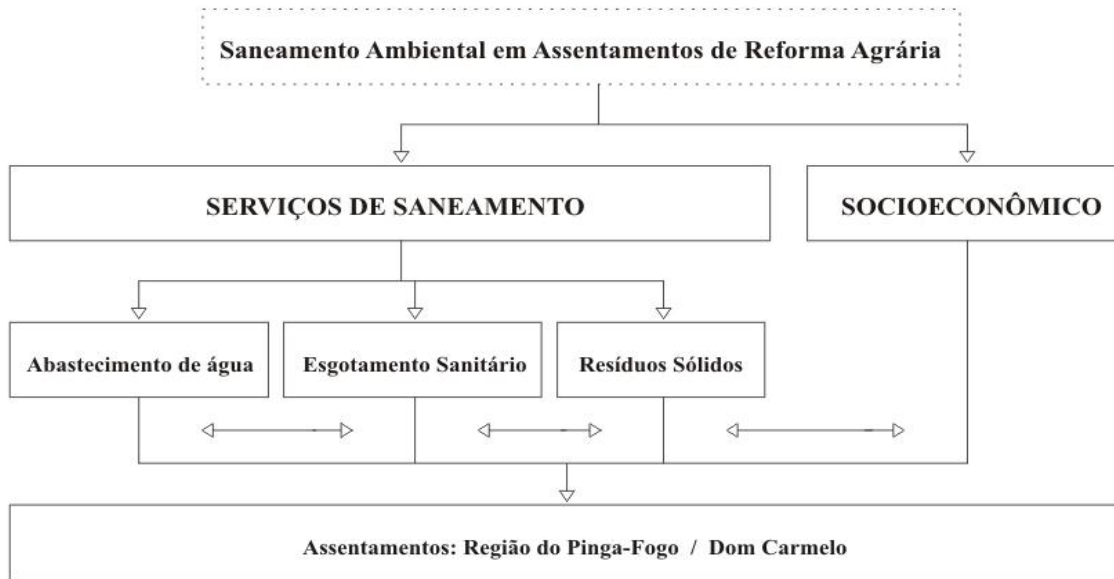 Saneamento Ambiental em Assentamentos de Reforma Agrária
SERVIÇOS DE SANEAMENTO
SOCIOECONÔMICO
Abastecimento de água
Esgotamento Sanitário
Resíduos Sólidos
Assentamentos: Região do Pinga-Fogo / Dom Carmelo